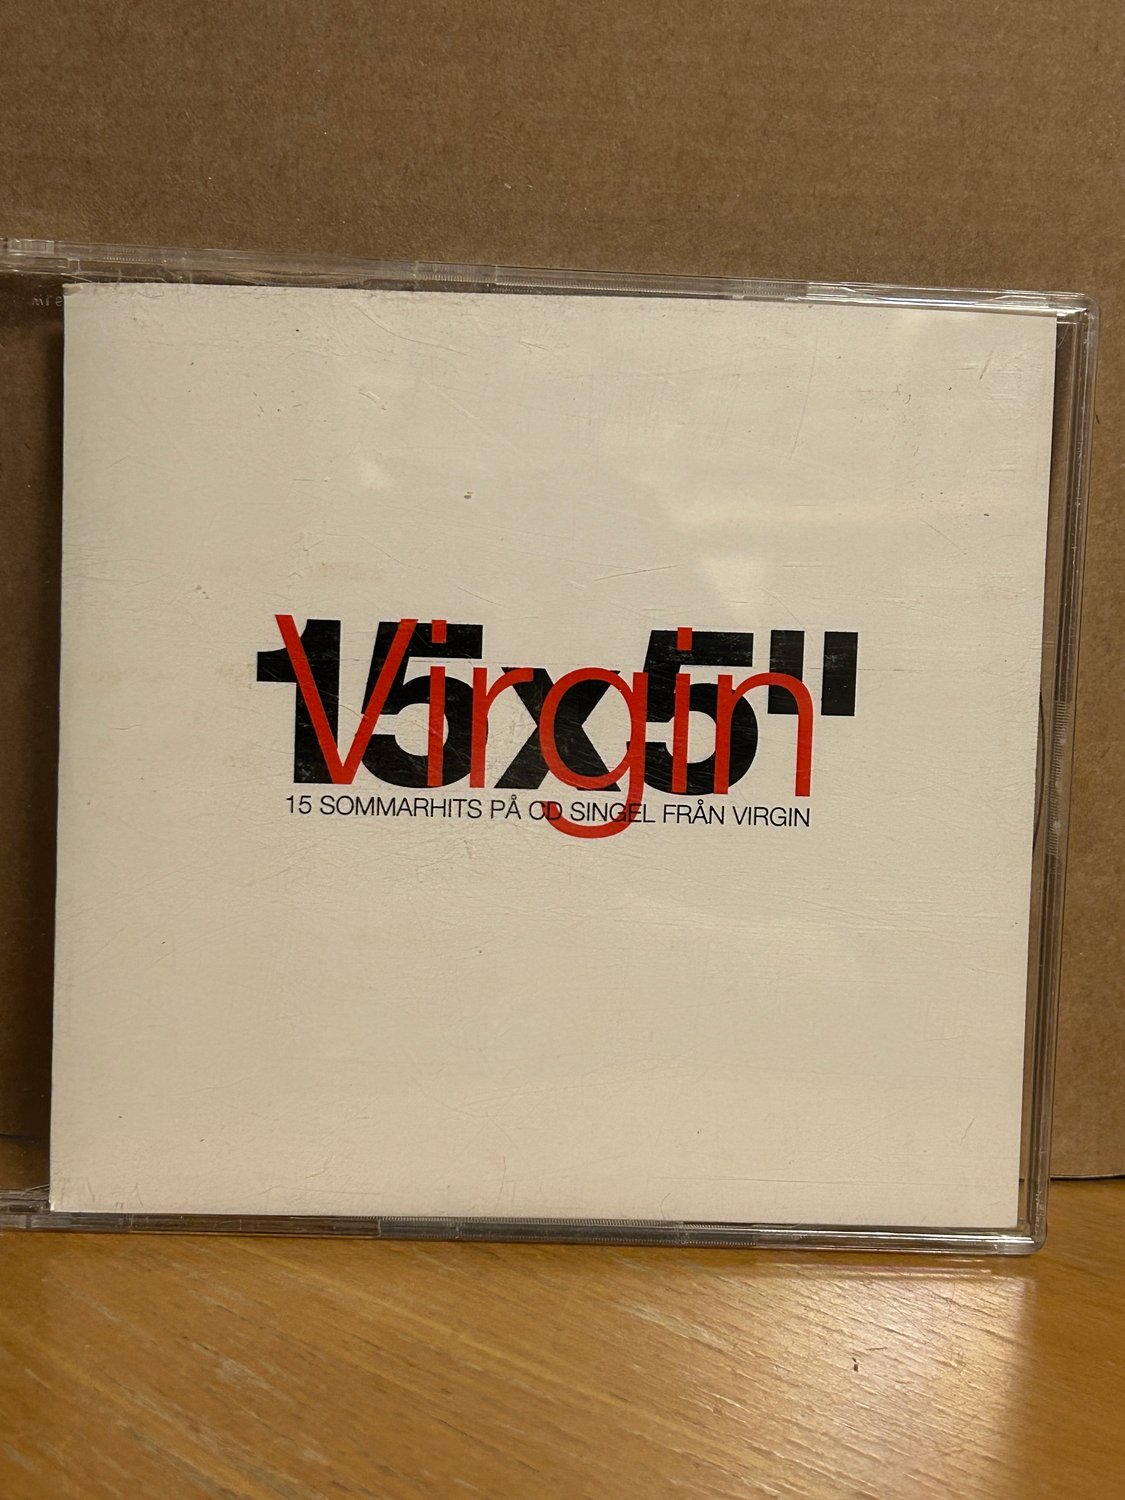 15x5"
Virgin
15 SOMMARHITS PÅ CD SINGEL FRÅN VIRGIN